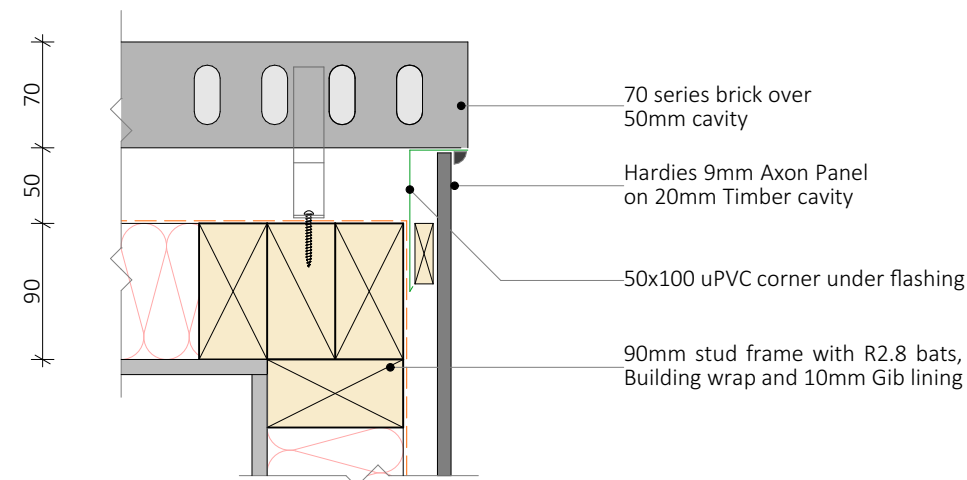 70
50
90
70 series brick over
50mm cavity
Hardies 9mm Axon Panel
on 20mm Timber cavity
50x100 uPVC corner under flashing
90mm stud frame with R2.8 bats,
Building wrap and 10mm Gib lining